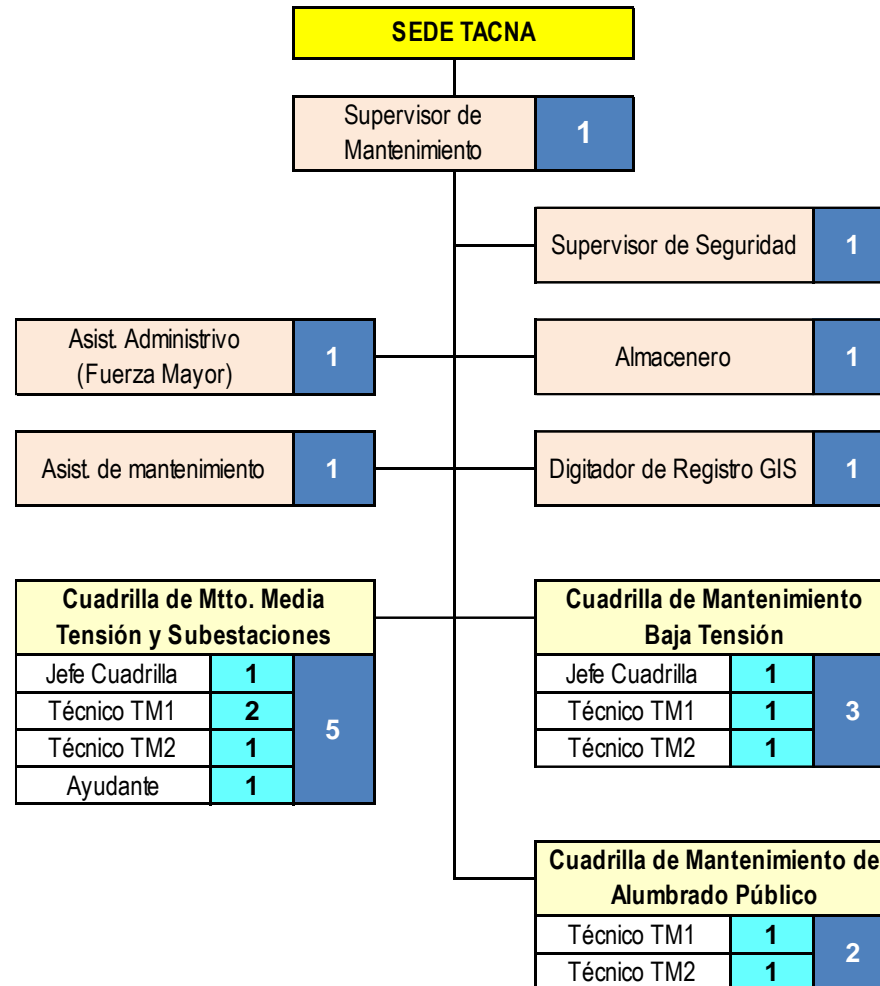 SEDE TACNA
Supervisor de
Mantenimiento
1
Supervisor de Seguridad 1
Asist. Administrivo
(Fuerza Mayor)
1
Almacenero 1
Asist. de mantenimiento 1
Digitador de Registro GIS 1
Cuadrilla de Mtto. Media
Tensión y Subestaciones
Jefe Cuadrilla 1
Técnico TM1 2
Técnico TM2 1
Ayudante 1
5
Cuadrilla de Mantenimiento
Baja Tensión
Jefe Cuadrilla 1
Técnico TM1 1
Técnico TM2 1
3
Cuadrilla de Mantenimiento de
Alumbrado Público
Técnico TM1 1
Técnico TM2 1
2